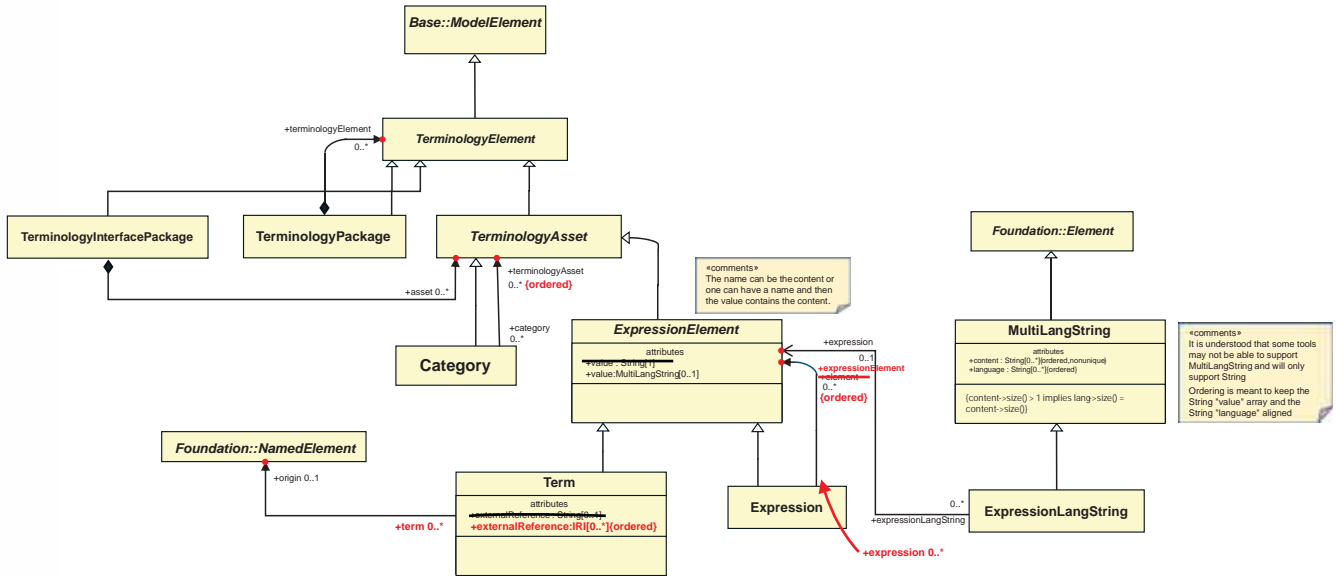 Base::ModelElement
+terminologyElement
0..*
TerminologyElement
TerminologyInterfacePackage
TerminologyPackage
TerminologyAsset
Foundation::Element
+terminologyAsset
0..* {ordered}
+asset 0..*
«comments»
The name can be the content or
one can have a name and then
the value contains the content.
+category
0..*
Category
ExpressionElement
attributes
+value : String[1]
+value:MultiLangString[0..1]
+expression
0..1
+expressionElement
+element
0..*
{ordered}
MultiLangString
attributes
+content : String[0..*]{ordered,nonunique}
+language : String[0..*]{ordered)
{content->size() > 1 implies lang->size() =
content->size()}
«comments»
It is understood that some tools
may not be able to support
MultiLangString and will only
support String
Ordering is meant to keep the
String "value" array and the
String "language" aligned
Foundation::NamedElement
+origin 0..1
+term 0..*
Term
attributes
+externalReference : String[0..1]
+externalReference:IRI[0..*]{ordered}
Expression
+expression 0..*
0..*
+expressionLangString
ExpressionLangString